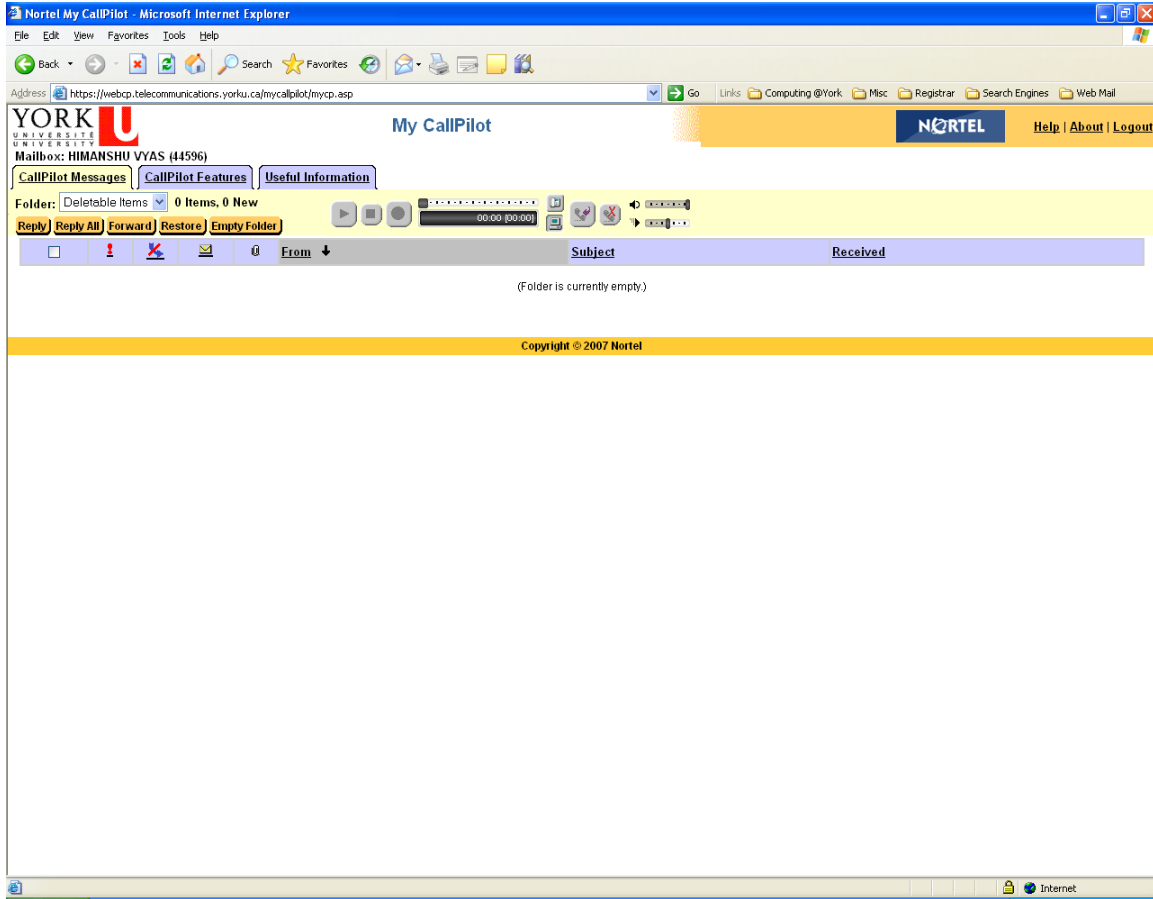 Nortel My CallPilot - Microsoft Internet Explorer
File Edit View Favorites Tools Help
Back Search Favorites
Address https://webcp.telecommunications.yorku.ca/mycallpilot/mycp.asp Go Links Computing @York Misc Registrar Search Engines Web Mail
YORK U
UNIVERSITÉ
UNIVERSITY
My CallPilot
NORTEL
Help | About | Logout
Mailbox: HIMANSHU VYAS (44596)
CallPilot Messages CallPilot Features Useful Information
Folder: Deletable Items 0 Items, 0 New
00:00 [00:00]
Reply Reply All Forward Restore Empty Folder
From Subject Received
(Folder is currently empty.)
Copyright © 2007 Nortel
Internet